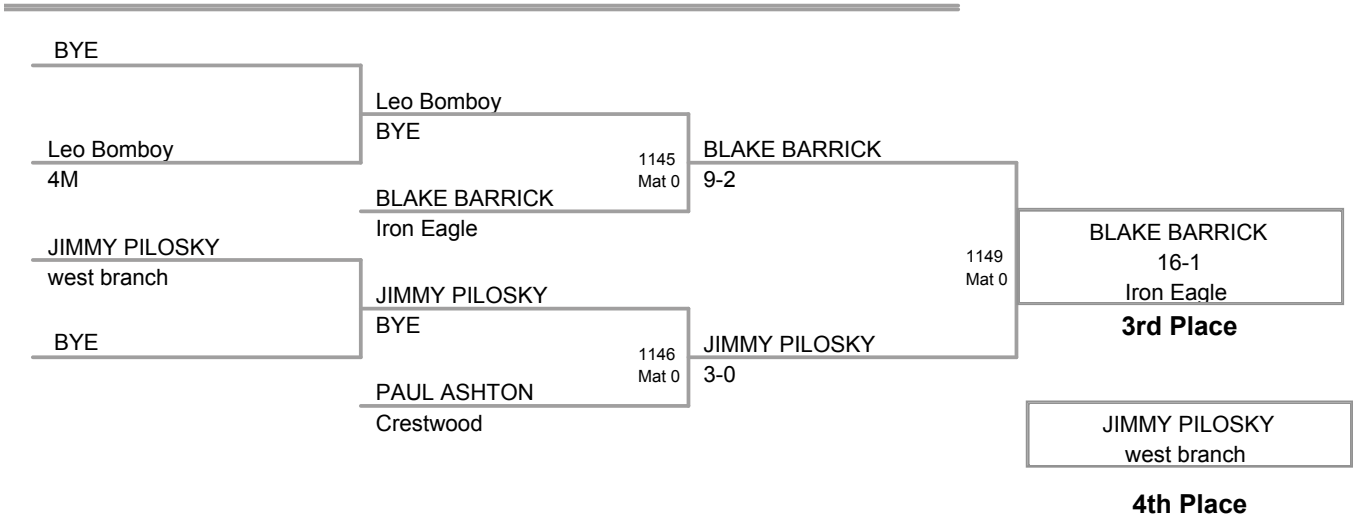 BYE
Leo Bomboy
BYE
Leo Bomboy
4M
1145
Mat 0
BLAKE BARRICK
9-2
BLAKE BARRICK
Iron Eagle
JIMMY PILOSKY
west branch
1149
Mat 0
BLAKE BARRICK
16-1
Iron Eagle
3rd Place
JIMMY PILOSKY
BYE
BYE
1146
Mat 0
JIMMY PILOSKY
3-0
PAUL ASHTON
Crestwood
JIMMY PILOSKY
west branch
4th Place